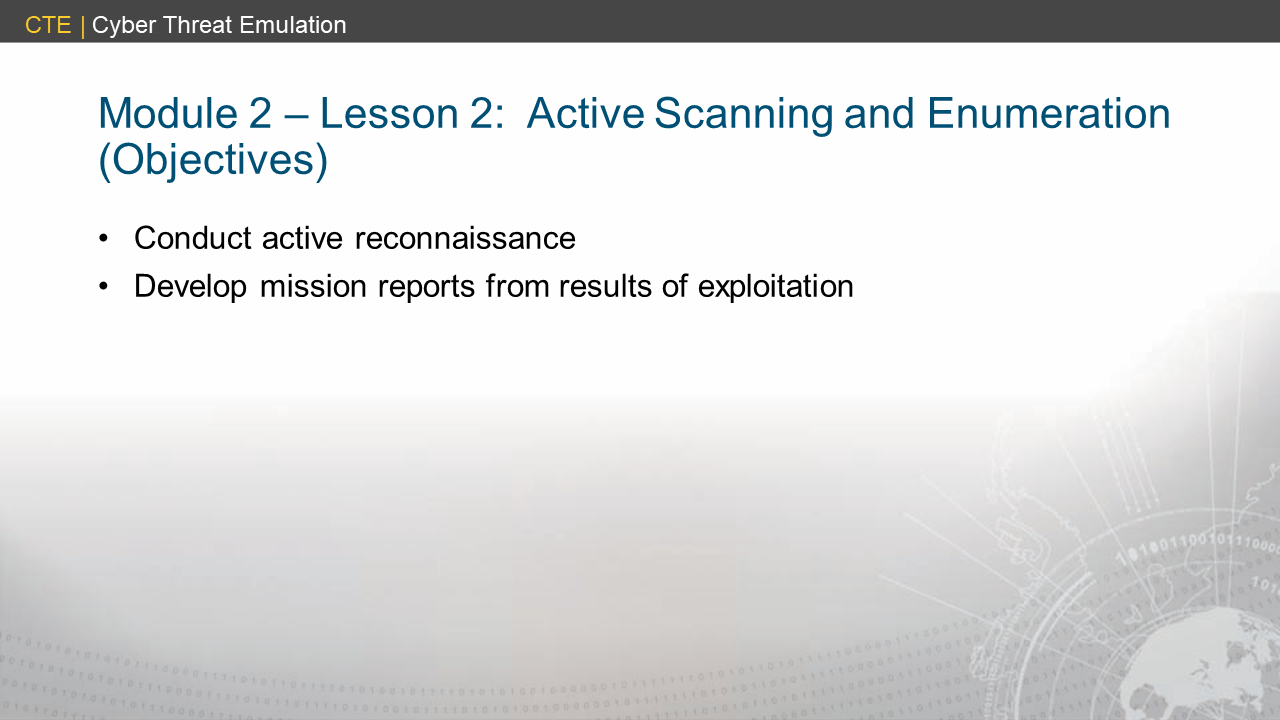 CTE | Cyber Threat Emulation
Module 2 – Lesson 2:  Active Scanning and Enumeration
(Objectives)
• Conduct active reconnaissance
• Develop mission reports from results of exploitation